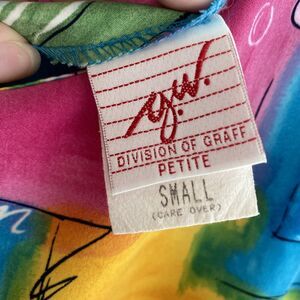 g.w.
DIVISION OF GRAFF
PETITE
SMALL
(CARE OVER)